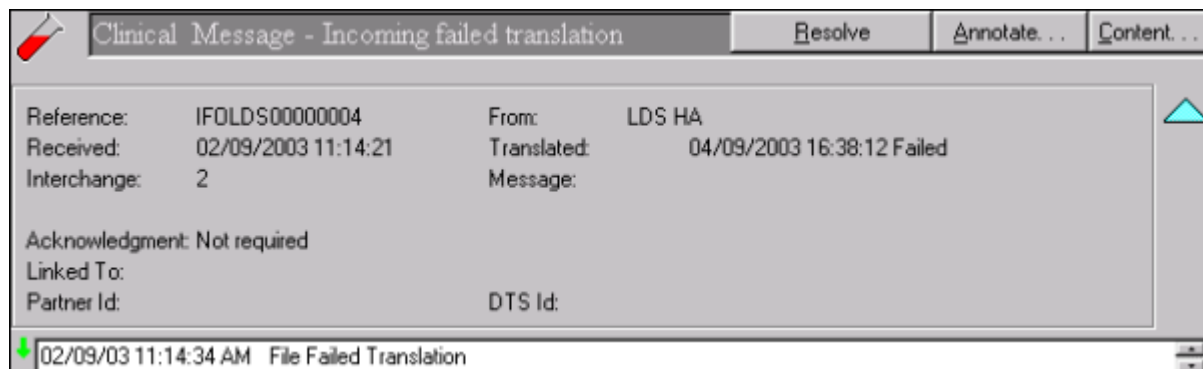 Clinical Message - Incoming failed translation Resolve Annotate. . . Content. . .
Reference: IFOLDS00000004 From: LDS HA
Received: 02/09/2003 11:14:21 Translated: 04/09/2003 16:38:12 Failed
Interchange: 2 Message:
Acknowledgment: Not required
Linked To:
Partner Id: DTS Id:
02/09/03 11:14:34 AM File Failed Translation